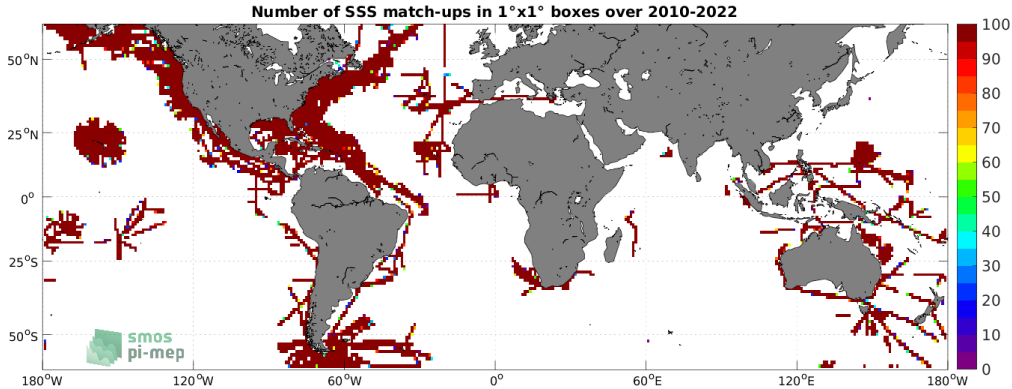 Number of SSS match-ups in 1°x1° boxes over 2010-2022
50°N
25°N
0°
25°S
50°S
180°W 120°W 60°W 0° 60°E 120°E 180°E
100
90
80
70
60
50
40
30
20
10
0
smos
pi-mep